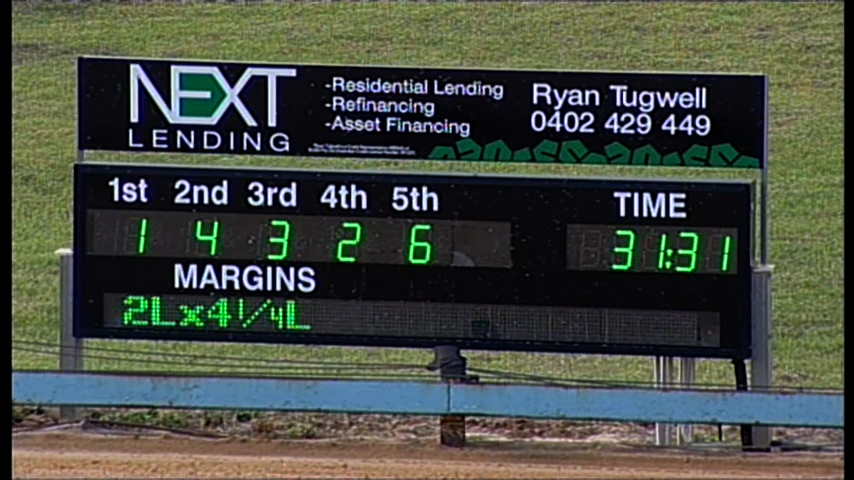 NEXT
LENDING
-Residential Lending
-Refinancing
-Asset Financing
Ryan Tugwell
0402 429 449
1st 2nd 3rd 4th 5th TIME
1 4 3 2 6 31:31
MARGINS
2Lx4¼L